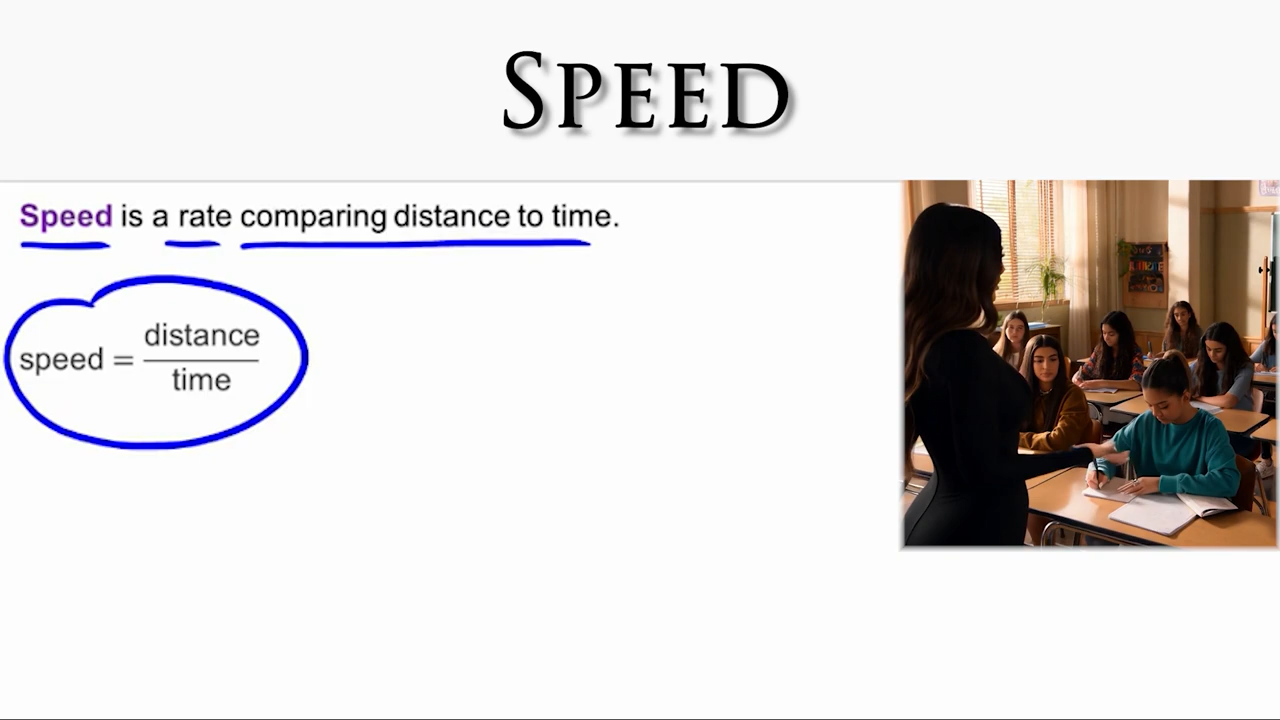 SPEED
Speed is a rate comparing distance to time.
speed = distance
time